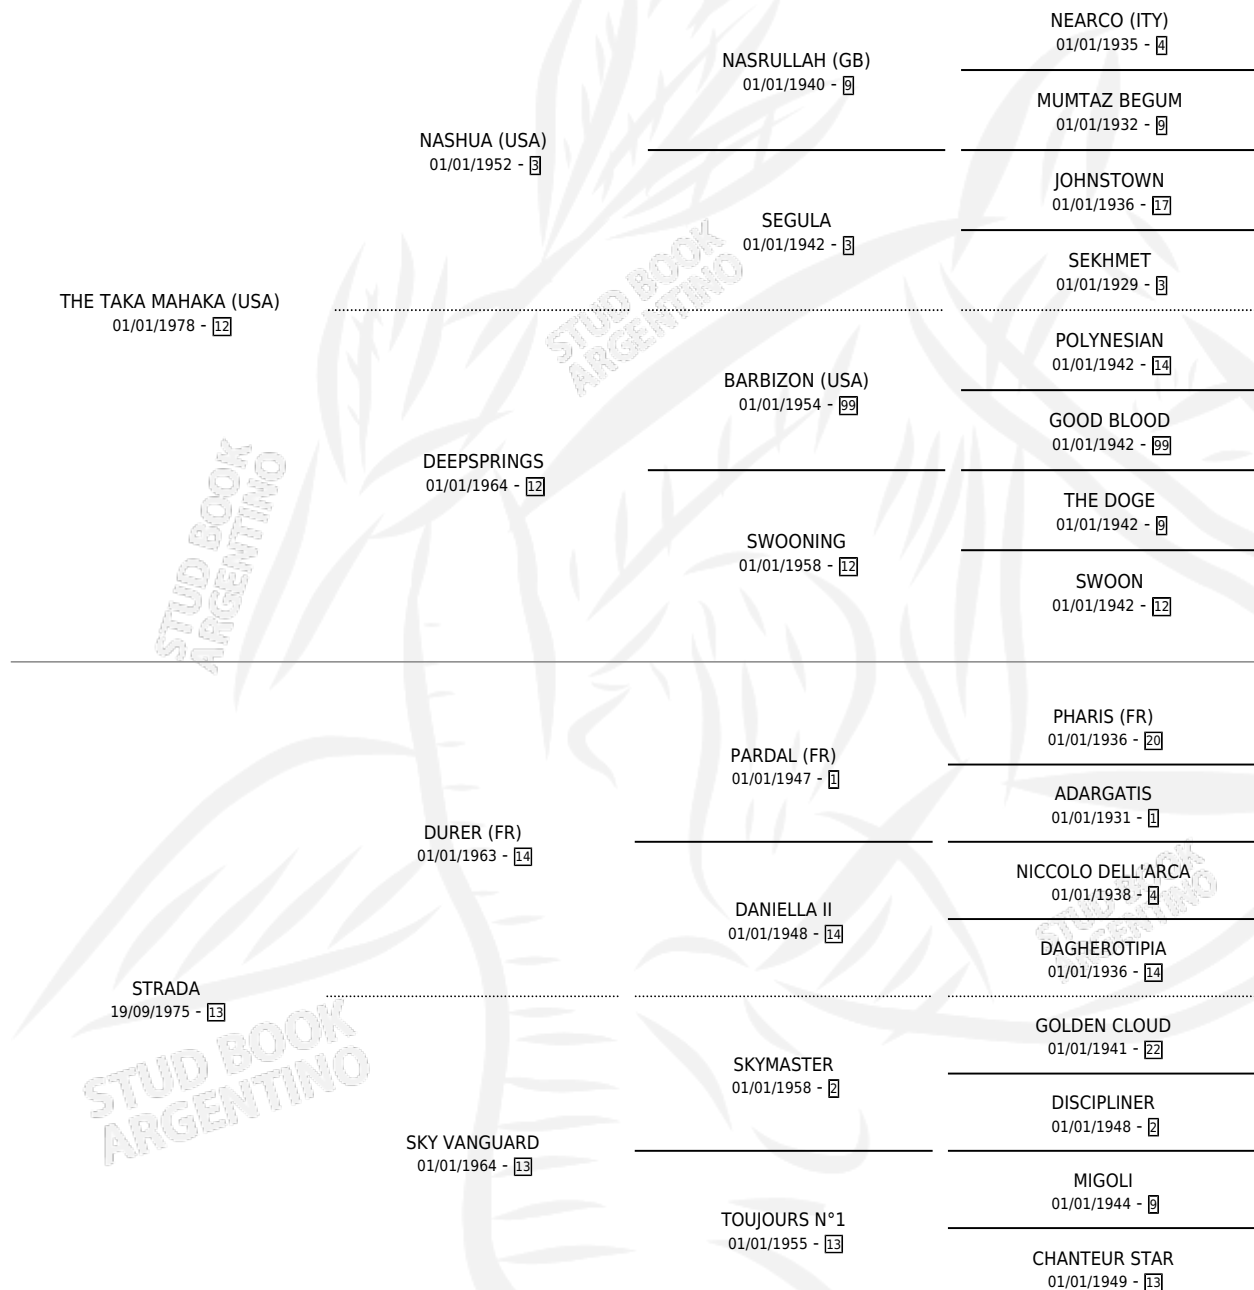 NEARCO (ITY)
01/01/1935 - 4
NASRULLAH (GB)
01/01/1940 - 9
MUMTAZ BEGUM
01/01/1932 - 9
NASHUA (USA)
01/01/1952 - 3
JOHNSTOWN
01/01/1936 - 17
SEGULA
01/01/1942 - 3
SEKHMET
01/01/1929 - 3
THE TAKA MAHAKA (USA)
01/01/1978 - 12
POLYNESIAN
01/01/1942 - 14
BARBIZON (USA)
01/01/1954 - 99
GOOD BLOOD
01/01/1942 - 99
DEEPSPRINGS
01/01/1964 - 12
THE DOGE
01/01/1942 - 9
SWOONING
01/01/1958 - 12
SWOON
01/01/1942 - 12
PHARIS (FR)
01/01/1936 - 20
PARDAL (FR)
01/01/1947 - 1
ADARGATIS
01/01/1931 - 1
DURER (FR)
01/01/1963 - 14
NICCOLO DELL'ARCA
01/01/1938 - 4
DANIELLA II
01/01/1948 - 14
DAGHEROTIPIA
01/01/1936 - 14
STRADA
19/09/1975 - 13
GOLDEN CLOUD
01/01/1941 - 22
SKYMASTER
01/01/1958 - 2
DISCIPLINER
01/01/1948 - 2
SKY VANGUARD
01/01/1964 - 13
MIGOLI
01/01/1944 - 9
TOUJOURS N°1
01/01/1955 - 13
CHANTEUR STAR
01/01/1949 - 13
STUD BOOK
ARGENTINO
STUD BOOK
ARGENTINO
STUD BOOK
ARGENTINO
STUD BOOK
ARGENTINO